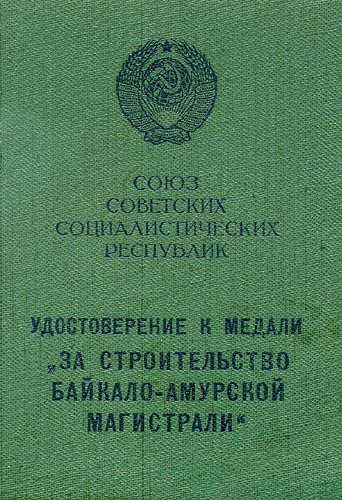 СОЮЗ
СОВЕТСКИХ
СОЦИАЛИСТИЧЕСКИХ
РЕСПУБЛИК
УДОСТОВЕРЕНИЕ К МЕДАЛИ
„ЗА СТРОИТЕЛЬСТВО
БАЙКАЛО-АМУРСКОЙ
МАГИСТРАЛИ“